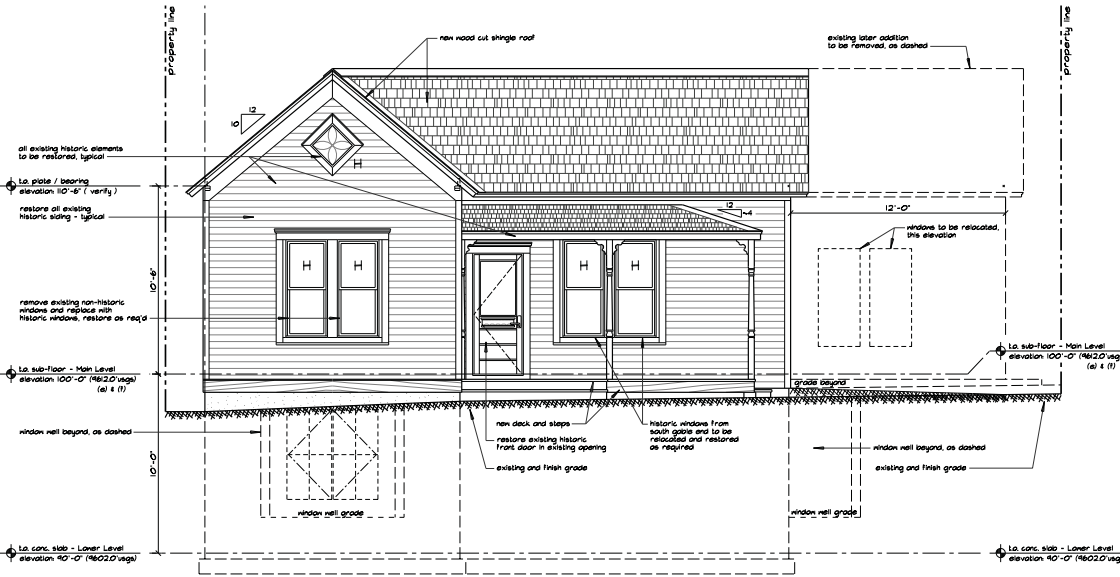 property line
property line
new wood cut shingle roof
existing later addition
to be removed, as dashed
12
10
all existing historic elements
to be restored, typical
H
t.o. plate / bearing
elevation: 110'-6" ( verify )
restore all existing
historic siding - typical
12
4
12'-0"
windows to be relocated,
this elevation
H
H
H
H
10'-6"
remove existing non-historic
windows and replace with
historic windows, restore as req'd
t.o. sub-floor - Main Level
elevation: 100'-0" (9612.0'usgs)
(e) & (f)
t.o. sub-floor - Main Level
elevation: 100'-0" (9612.0'usg
(e) & (f)
grade beyond
window well beyond, as dashed
new deck and steps
restore existing historic
front door in existing opening
existing and finish grade
historic windows from
south gable end to be
relocated and restored
as required
window well beyond, as dashed
existing and finish grade
10'-0"
window well grade
window well grade
t.o. conc. slab - Lower Level
elevation: 90'-0" (9602.0'usgs)
t.o. conc. slab - Lower Level
elevation: 90'-0" (9602.0'usg